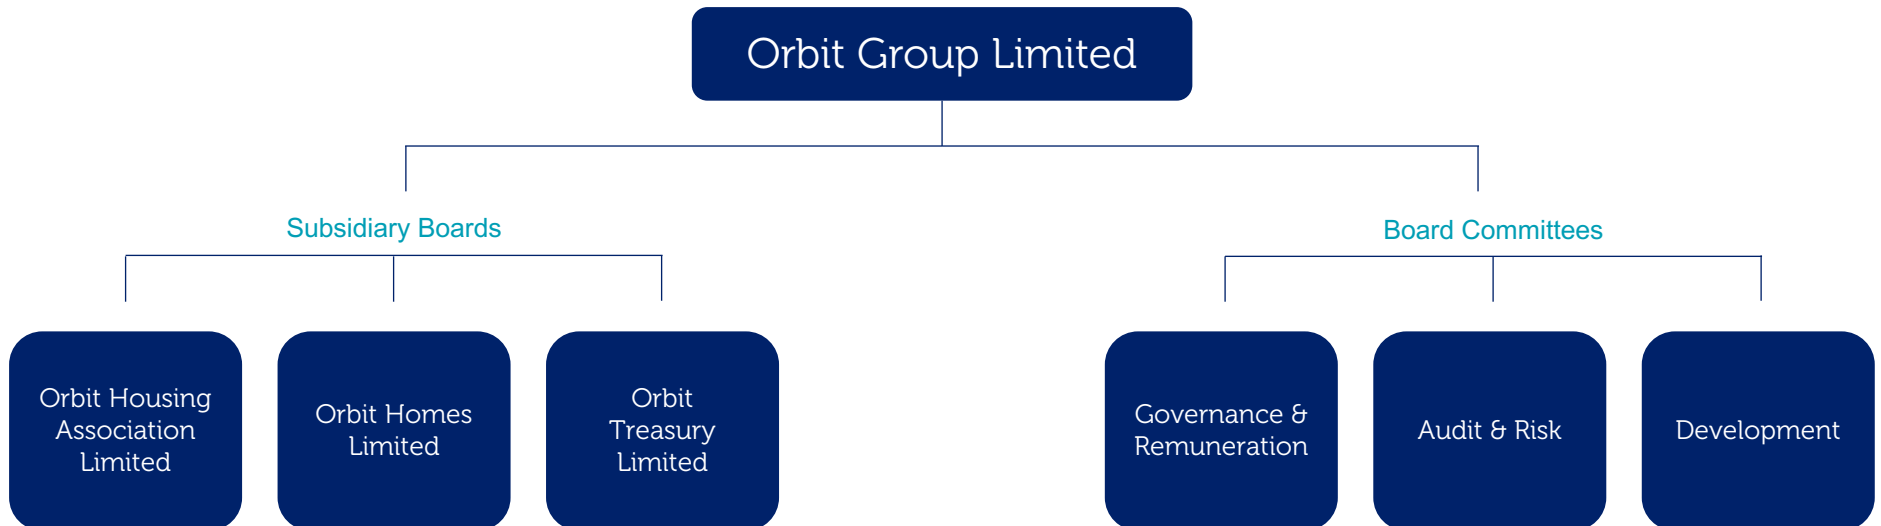 Orbit Group Limited
Subsidiary Boards
Board Committees
Orbit Housing
Association
Limited
Orbit Homes
Limited
Orbit
Treasury
Limited
Governance &
Remuneration
Audit & Risk
Development